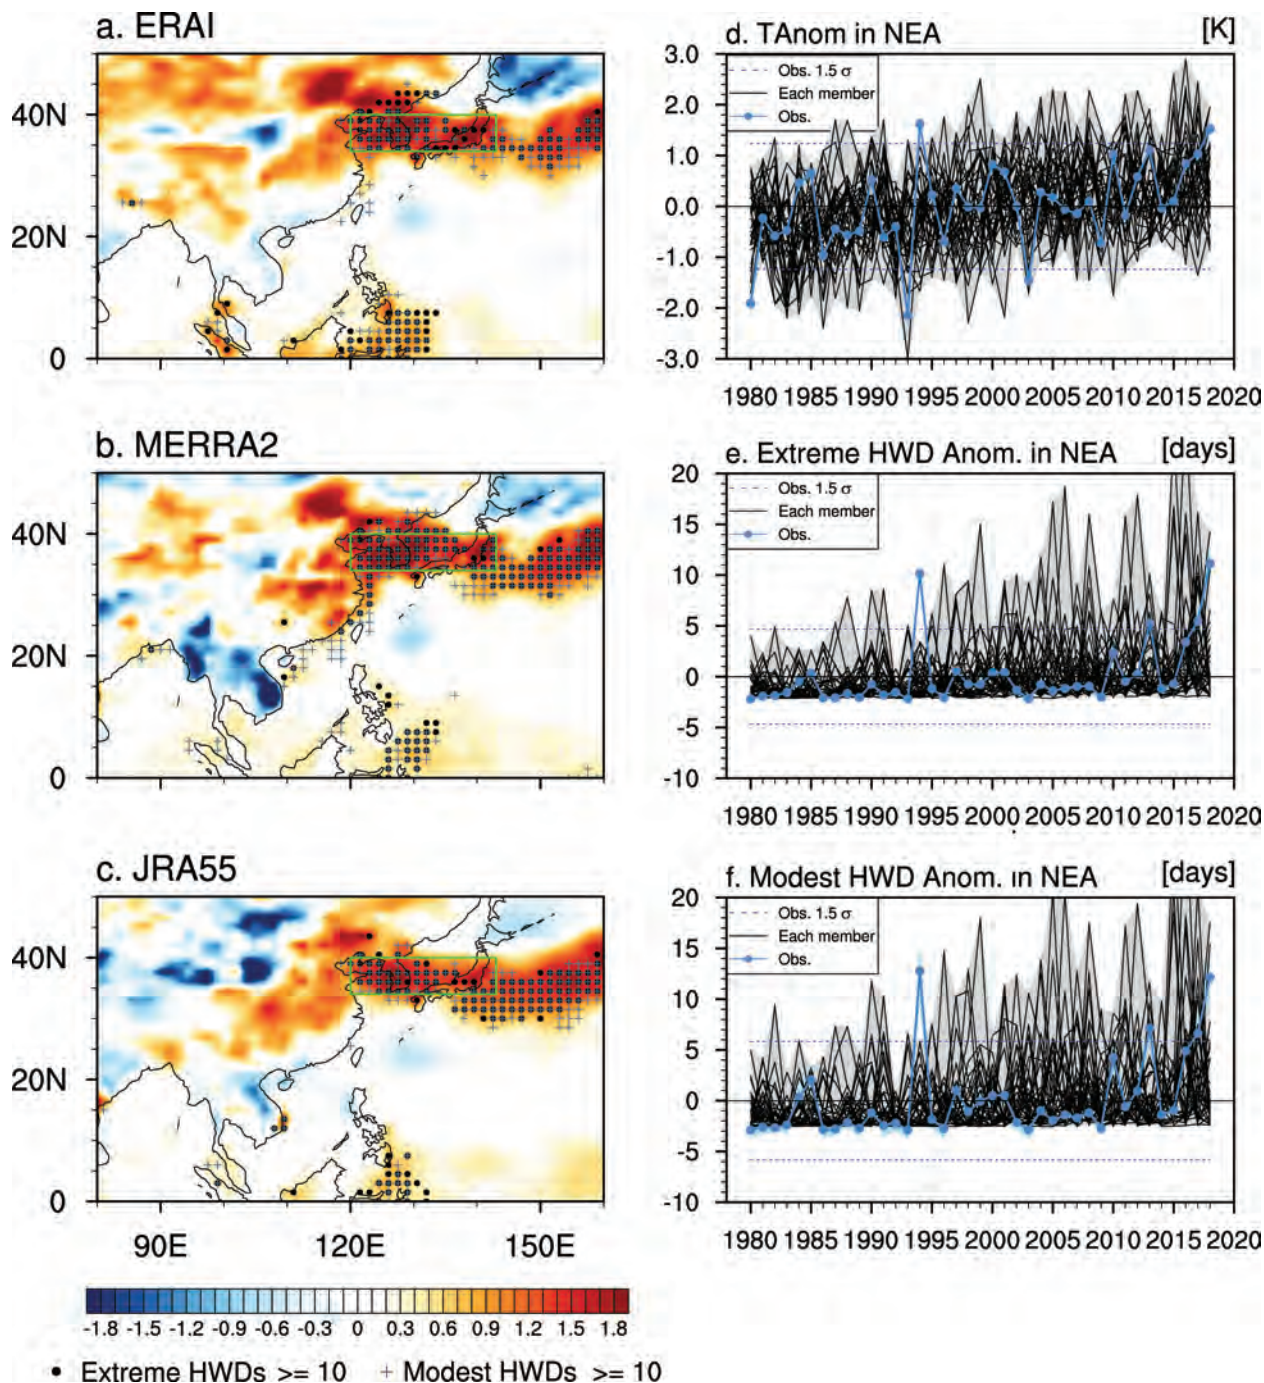 a. ERAI
40N
20N
0
b. MERRA2
40N
20N
0
c. JRA55
40N
20N
0
90E 120E 150E
-1.8 -1.5 -1.2 -0.9 -0.6 -0.3 0 0.3 0.6 0.9 1.2 1.5 1.8
Extreme HWDs >= 10 Modest HWDs >= 10
d. TAnom in NEA [K]
Obs. 1.5 σ
Each member
Obs.
3.0
2.0
1.0
0.0
-1.0
-2.0
-3.0
1980 1985 1990 1995 2000 2005 2010 2015 2020
e. Extreme HWD Anom. in NEA [days]
Obs. 1.5 σ
Each member
Obs.
20
15
10
5
0
-5
-10
1980 1985 1990 1995 2000 2005 2010 2015 2020
f. Modest HWD Anom. in NEA [days]
Obs. 1.5 σ
Each member
Obs.
20
15
10
5
0
-5
-10
1980 1985 1990 1995 2000 2005 2010 2015 2020